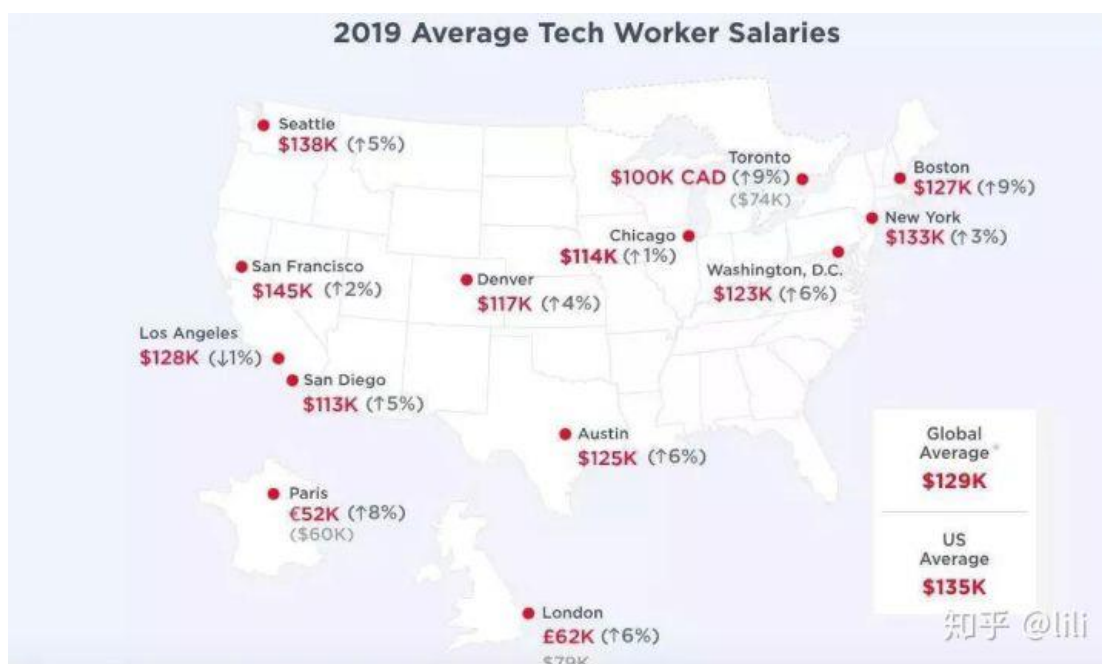 2019 Average Tech Worker Salaries
Seattle
$138K (↑5%)
Toronto
$100K CAD (↑9%)
($74K)
Boston
$127K (↑9%)
New York
$133K (↑3%)
Chicago
$114K (↑1%)
Washington, D.C.
$123K (↑6%)
San Francisco
$145K (↑2%)
Denver
$117K (↑4%)
Los Angeles
$128K (↓1%)
San Diego
$113K (↑5%)
Austin
$125K (↑6%)
Global
Average*
$129K
US
Average
$135K
Paris
€52K (↑8%)
($60K)
London
£62K (↑6%)
$79K
知乎 @lili